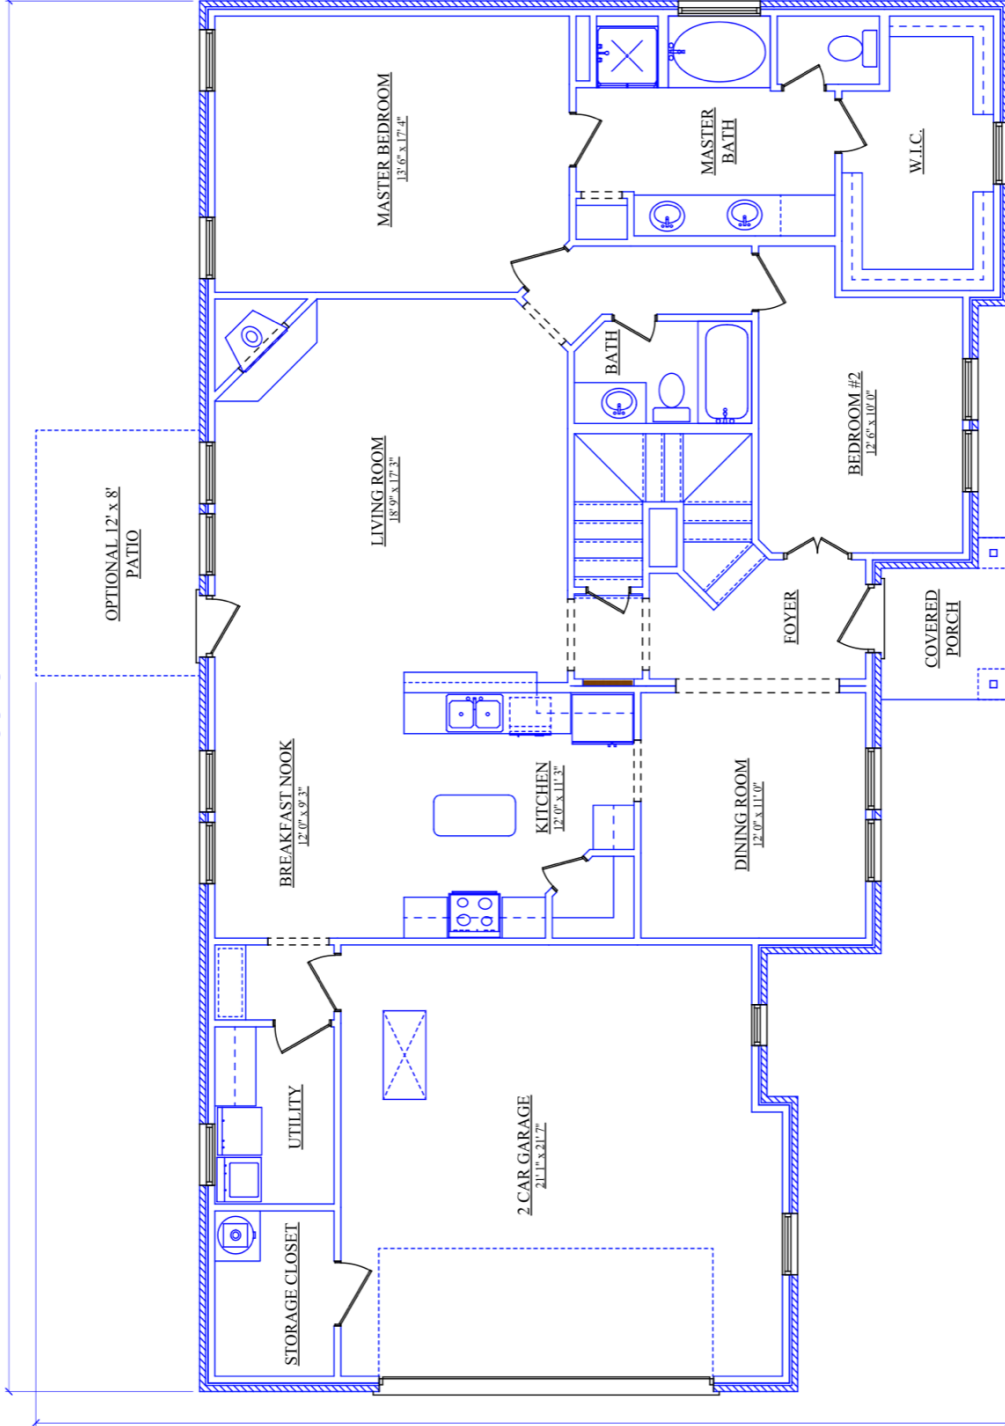 OPTIONAL 12' x 8'
PATIO
MASTER BEDROOM
13' 6" x 17' 4"
MASTER
BATH
W.I.C.
LIVING ROOM
18' 9" x 17' 3"
BATH
BEDROOM #2
12' 6" x 10' 0"
BREAKFAST NOOK
12' 0" x 9' 3"
KITCHEN
12' 0" x 11' 3"
DINING ROOM
12' 0" x 11' 0"
FOYER
COVERED
PORCH
UTILITY
2 CAR GARAGE
21' 1" x 21' 7"
STORAGE CLOSET